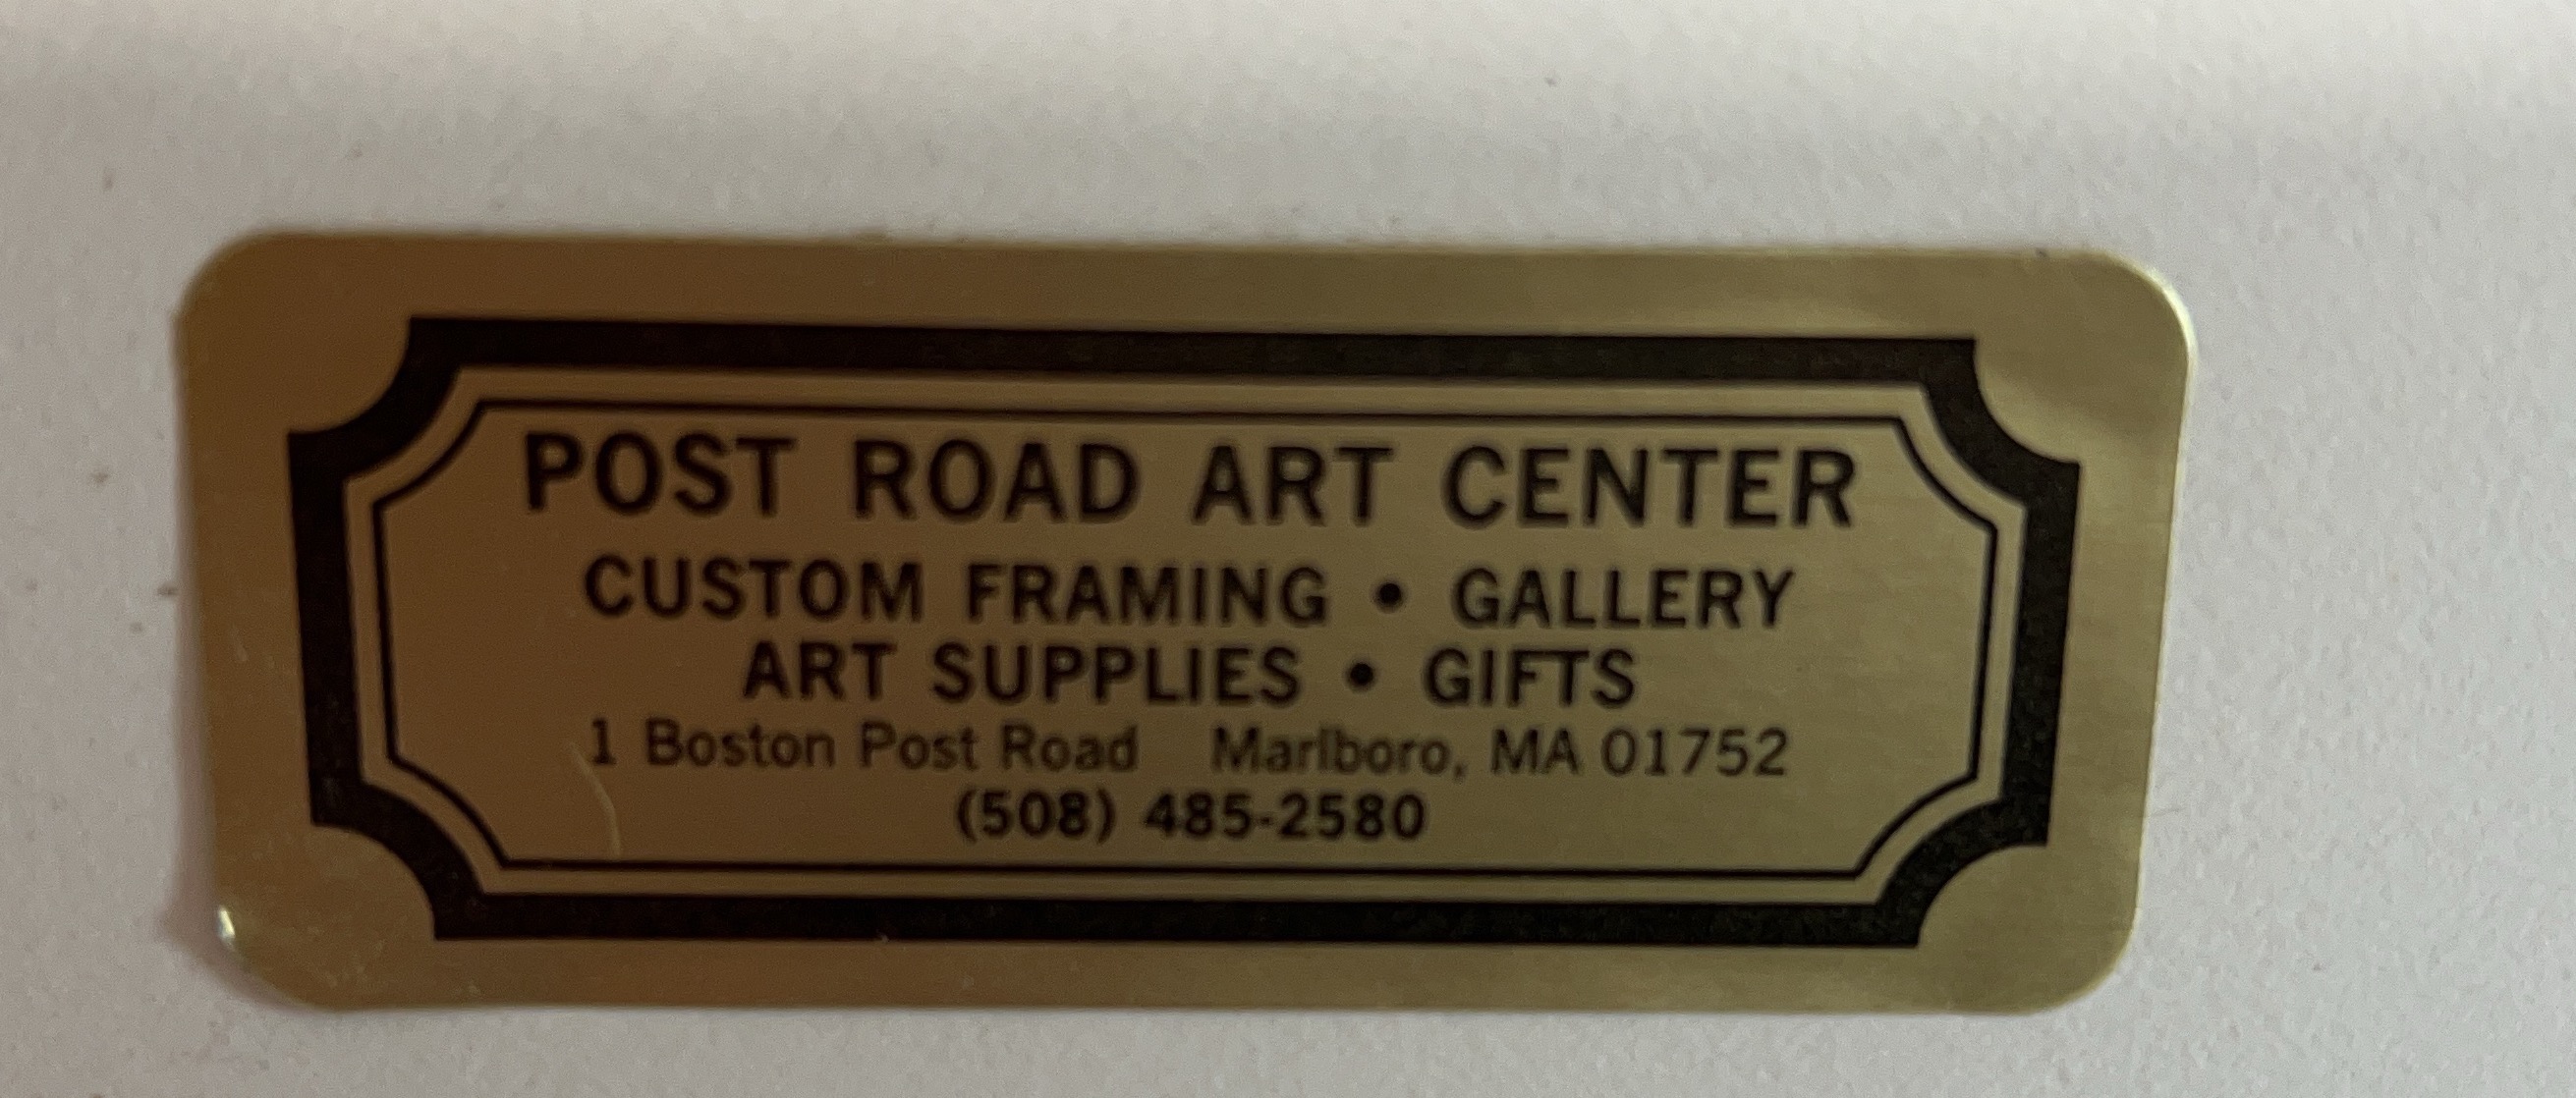 POST ROAD ART CENTER
CUSTOM FRAMING • GALLERY
ART SUPPLIES • GIFTS
1 Boston Post Road Marlboro, MA 01752
(508) 485-2580